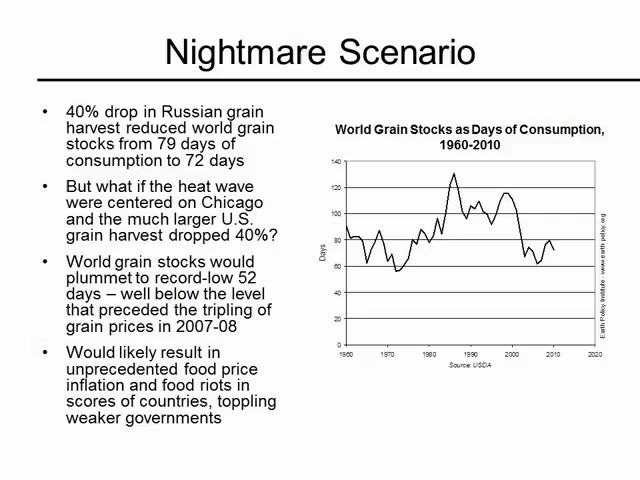 Nightmare Scenario
• 40% drop in Russian grain
harvest reduced world grain
stocks from 79 days of
consumption to 72 days
• But what if the heat wave
were centered on Chicago
and the much larger U.S.
grain harvest dropped 40%?
• World grain stocks would
plummet to record-low 52
days – well below the level
that preceded the tripling of
grain prices in 2007-08
• Would likely result in
unprecedented food price
inflation and food riots in
scores of countries, toppling
weaker governments
World Grain Stocks as Days of Consumption,
1960-2010
140
120
100
80
60
40
20
0
Days
1960 1970 1980 1990 2000 2010 2020
Source: USDA
Earth Policy Institute - www.earth-policy.org